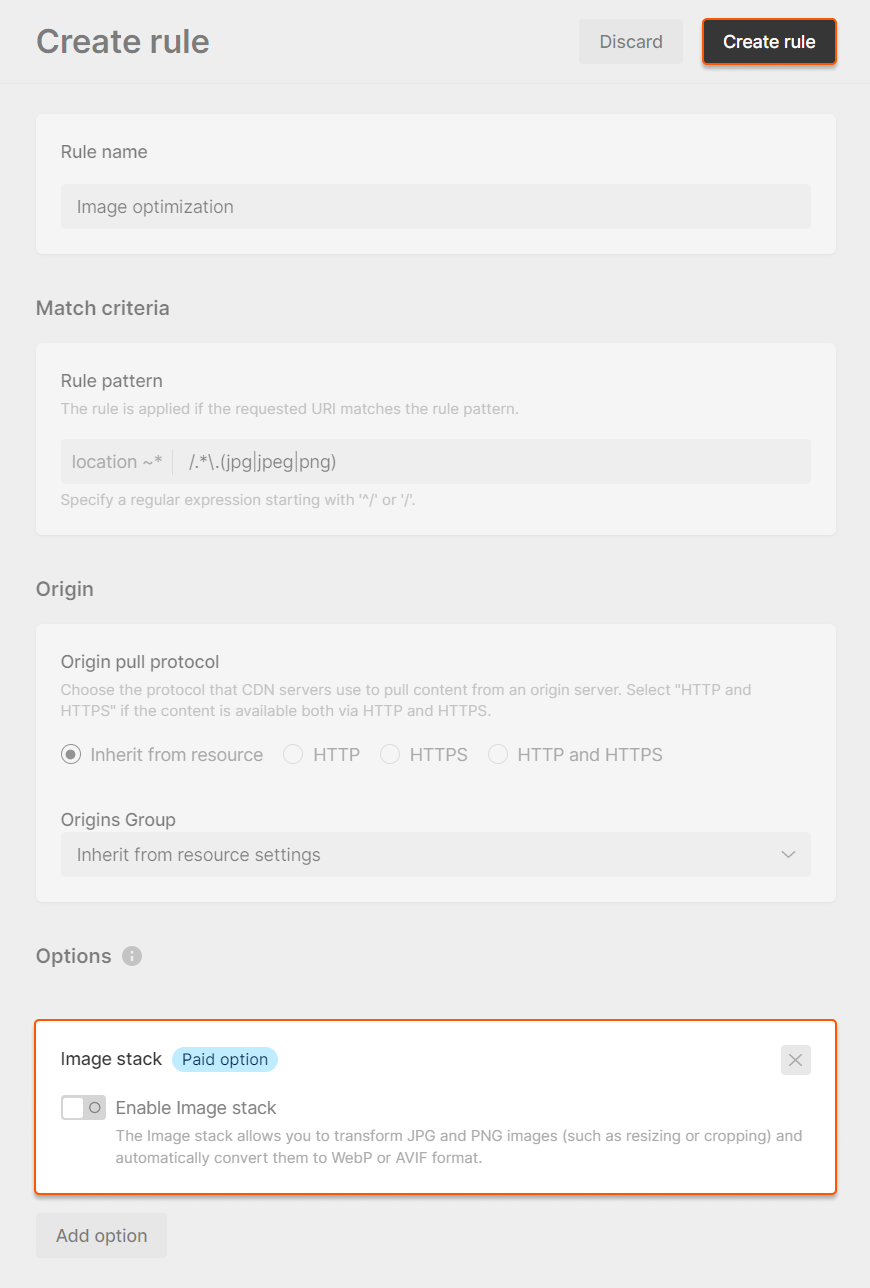 Create rule
Discard
Create rule
Rule name
Image optimization
Match criteria
Rule pattern
The rule is applied if the requested URI matches the rule pattern.
location ~* /.*\.(jpg|jpeg|png)
Specify a regular expression starting with '^/' or '/'.
Origin
Origin pull protocol
Choose the protocol that CDN servers use to pull content from an origin server. Select "HTTP and
HTTPS" if the content is available both via HTTP and HTTPS.
Inherit from resource HTTP HTTPS HTTP and HTTPS
Origins Group
Inherit from resource settings
Options
Image stack Paid option
Enable Image stack
The Image stack allows you to transform JPG and PNG images (such as resizing or cropping) and
automatically convert them to WebP or AVIF format.
Add option